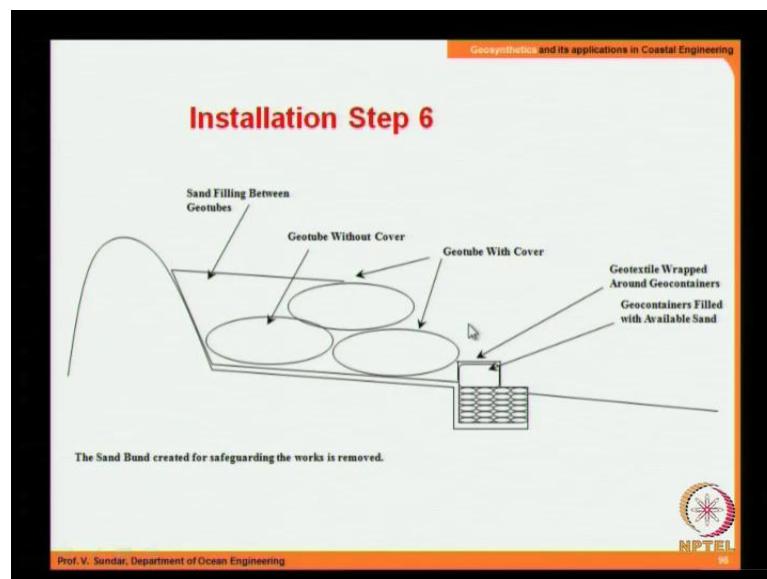 Geosynthetics and its applications in Coastal Engineering
Installation Step 6
Sand Filling Between
Geotubes
Geotube Without Cover
Geotube With Cover
Geotextile Wrapped
Around Geocontainers
Geocontainers Filled
with Available Sand
The Sand Bund created for safeguarding the works is removed.
NPTEL
Prof. V. Sundar, Department of Ocean Engineering